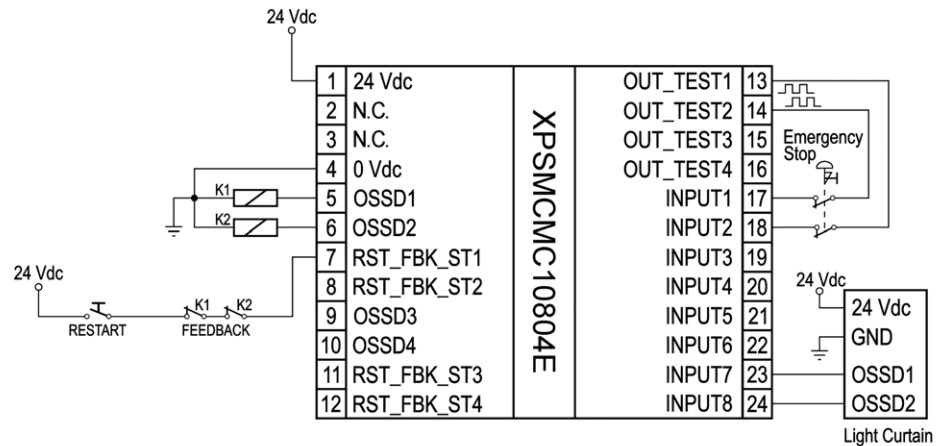 24 Vdc
1 24 Vdc
2 N.C.
3 N.C.
4 0 Vdc
5 OSSD1
6 OSSD2
7 RST_FBK_ST1
8 RST_FBK_ST2
9 OSSD3
10 OSSD4
11 RST_FBK_ST3
12 RST_FBK_ST4
K1
K2
24 Vdc
RESTART
K1
K2
FEEDBACK
XPSMCMC10804E
OUT_TEST1 13
OUT_TEST2 14
OUT_TEST3 15
OUT_TEST4 16
INPUT1 17
INPUT2 18
INPUT3 19
INPUT4 20
INPUT5 21
INPUT6 22
INPUT7 23
INPUT8 24
Emergency
Stop
24 Vdc
24 Vdc
GND
OSSD1
OSSD2
Light Curtain